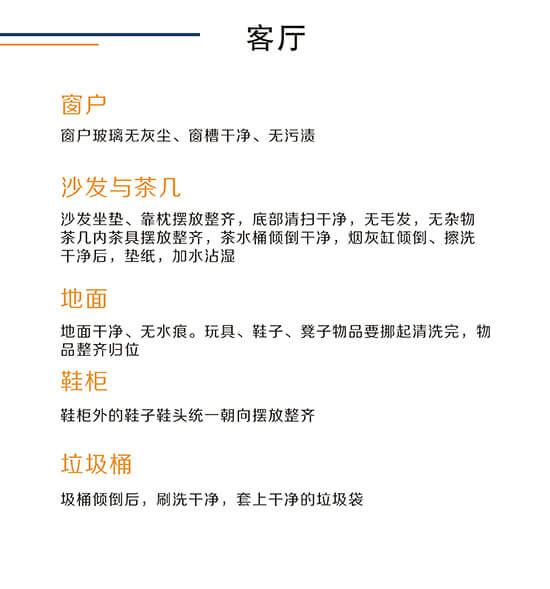 客厅
窗户
窗户玻璃无灰尘、窗槽干净、无污渍
沙发与茶几
沙发坐垫、靠枕摆放整齐，底部清扫干净，无毛发，无杂物
茶几内茶具摆放整齐，茶水桶倾倒干净，烟灰缸倾倒、擦洗
干净后，垫纸，加水沾湿
地面
地面干净、无水痕。玩具、鞋子、凳子物品要挪起清洗完，物
品整齐归位
鞋柜
鞋柜外的鞋子鞋头统一朝向摆放整齐
垃圾桶
圾桶倾倒后，刷洗干净，套上干净的垃圾袋